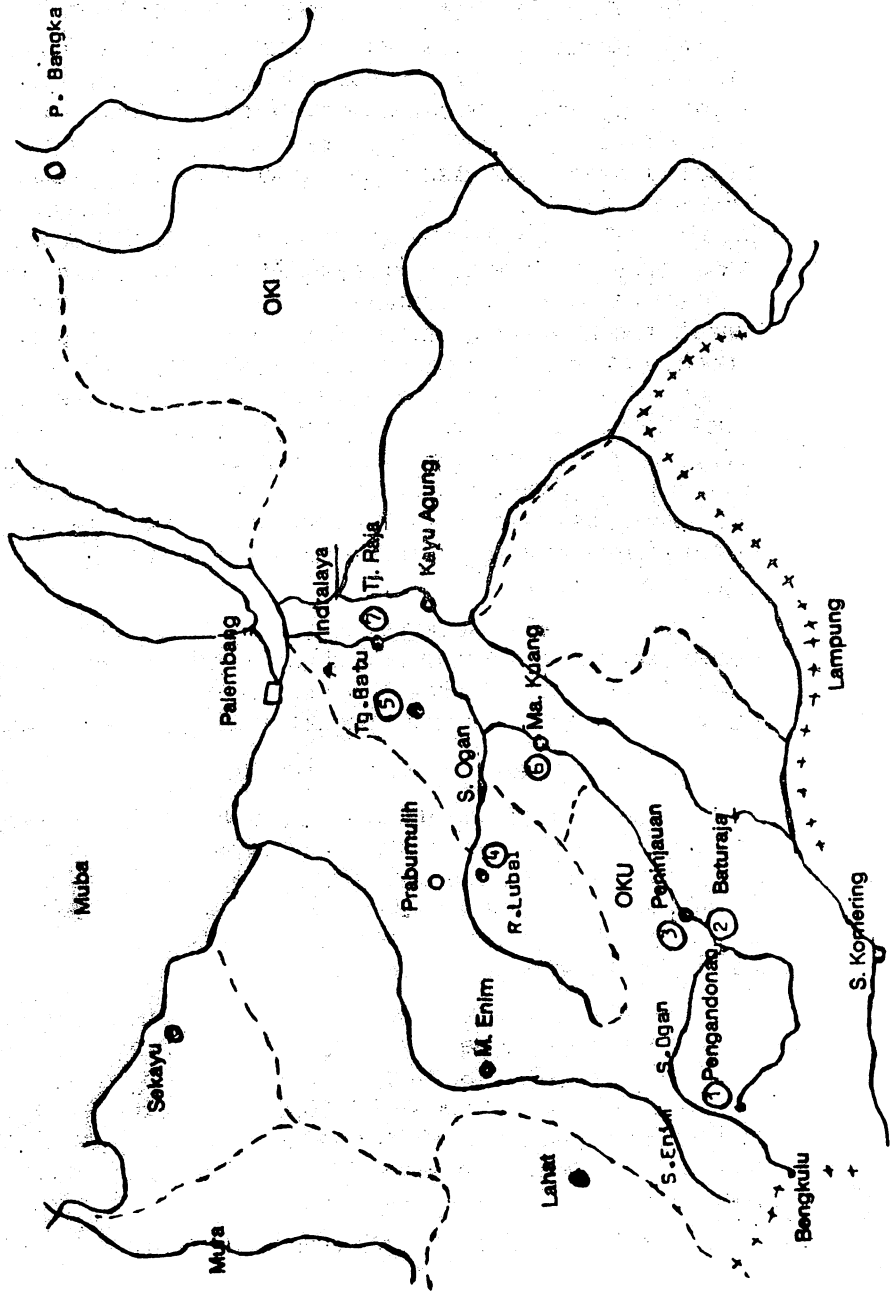 P. Bangka
OKI
Muba
Palembang
Indralaya
Tj. Raja
7
Kayu Agung
Tg. Batu
5
Sekayu
Prabumulih
S. Ogan
Ma. Kuang
6
4
R. Lubai
M. Enim
OKU
Peninjauan
3
Baturaja
2
Lampung
Mura
Lahat
S. Enim
S. Ogan
1
Pengandonan
S. Komering
Bengkulu